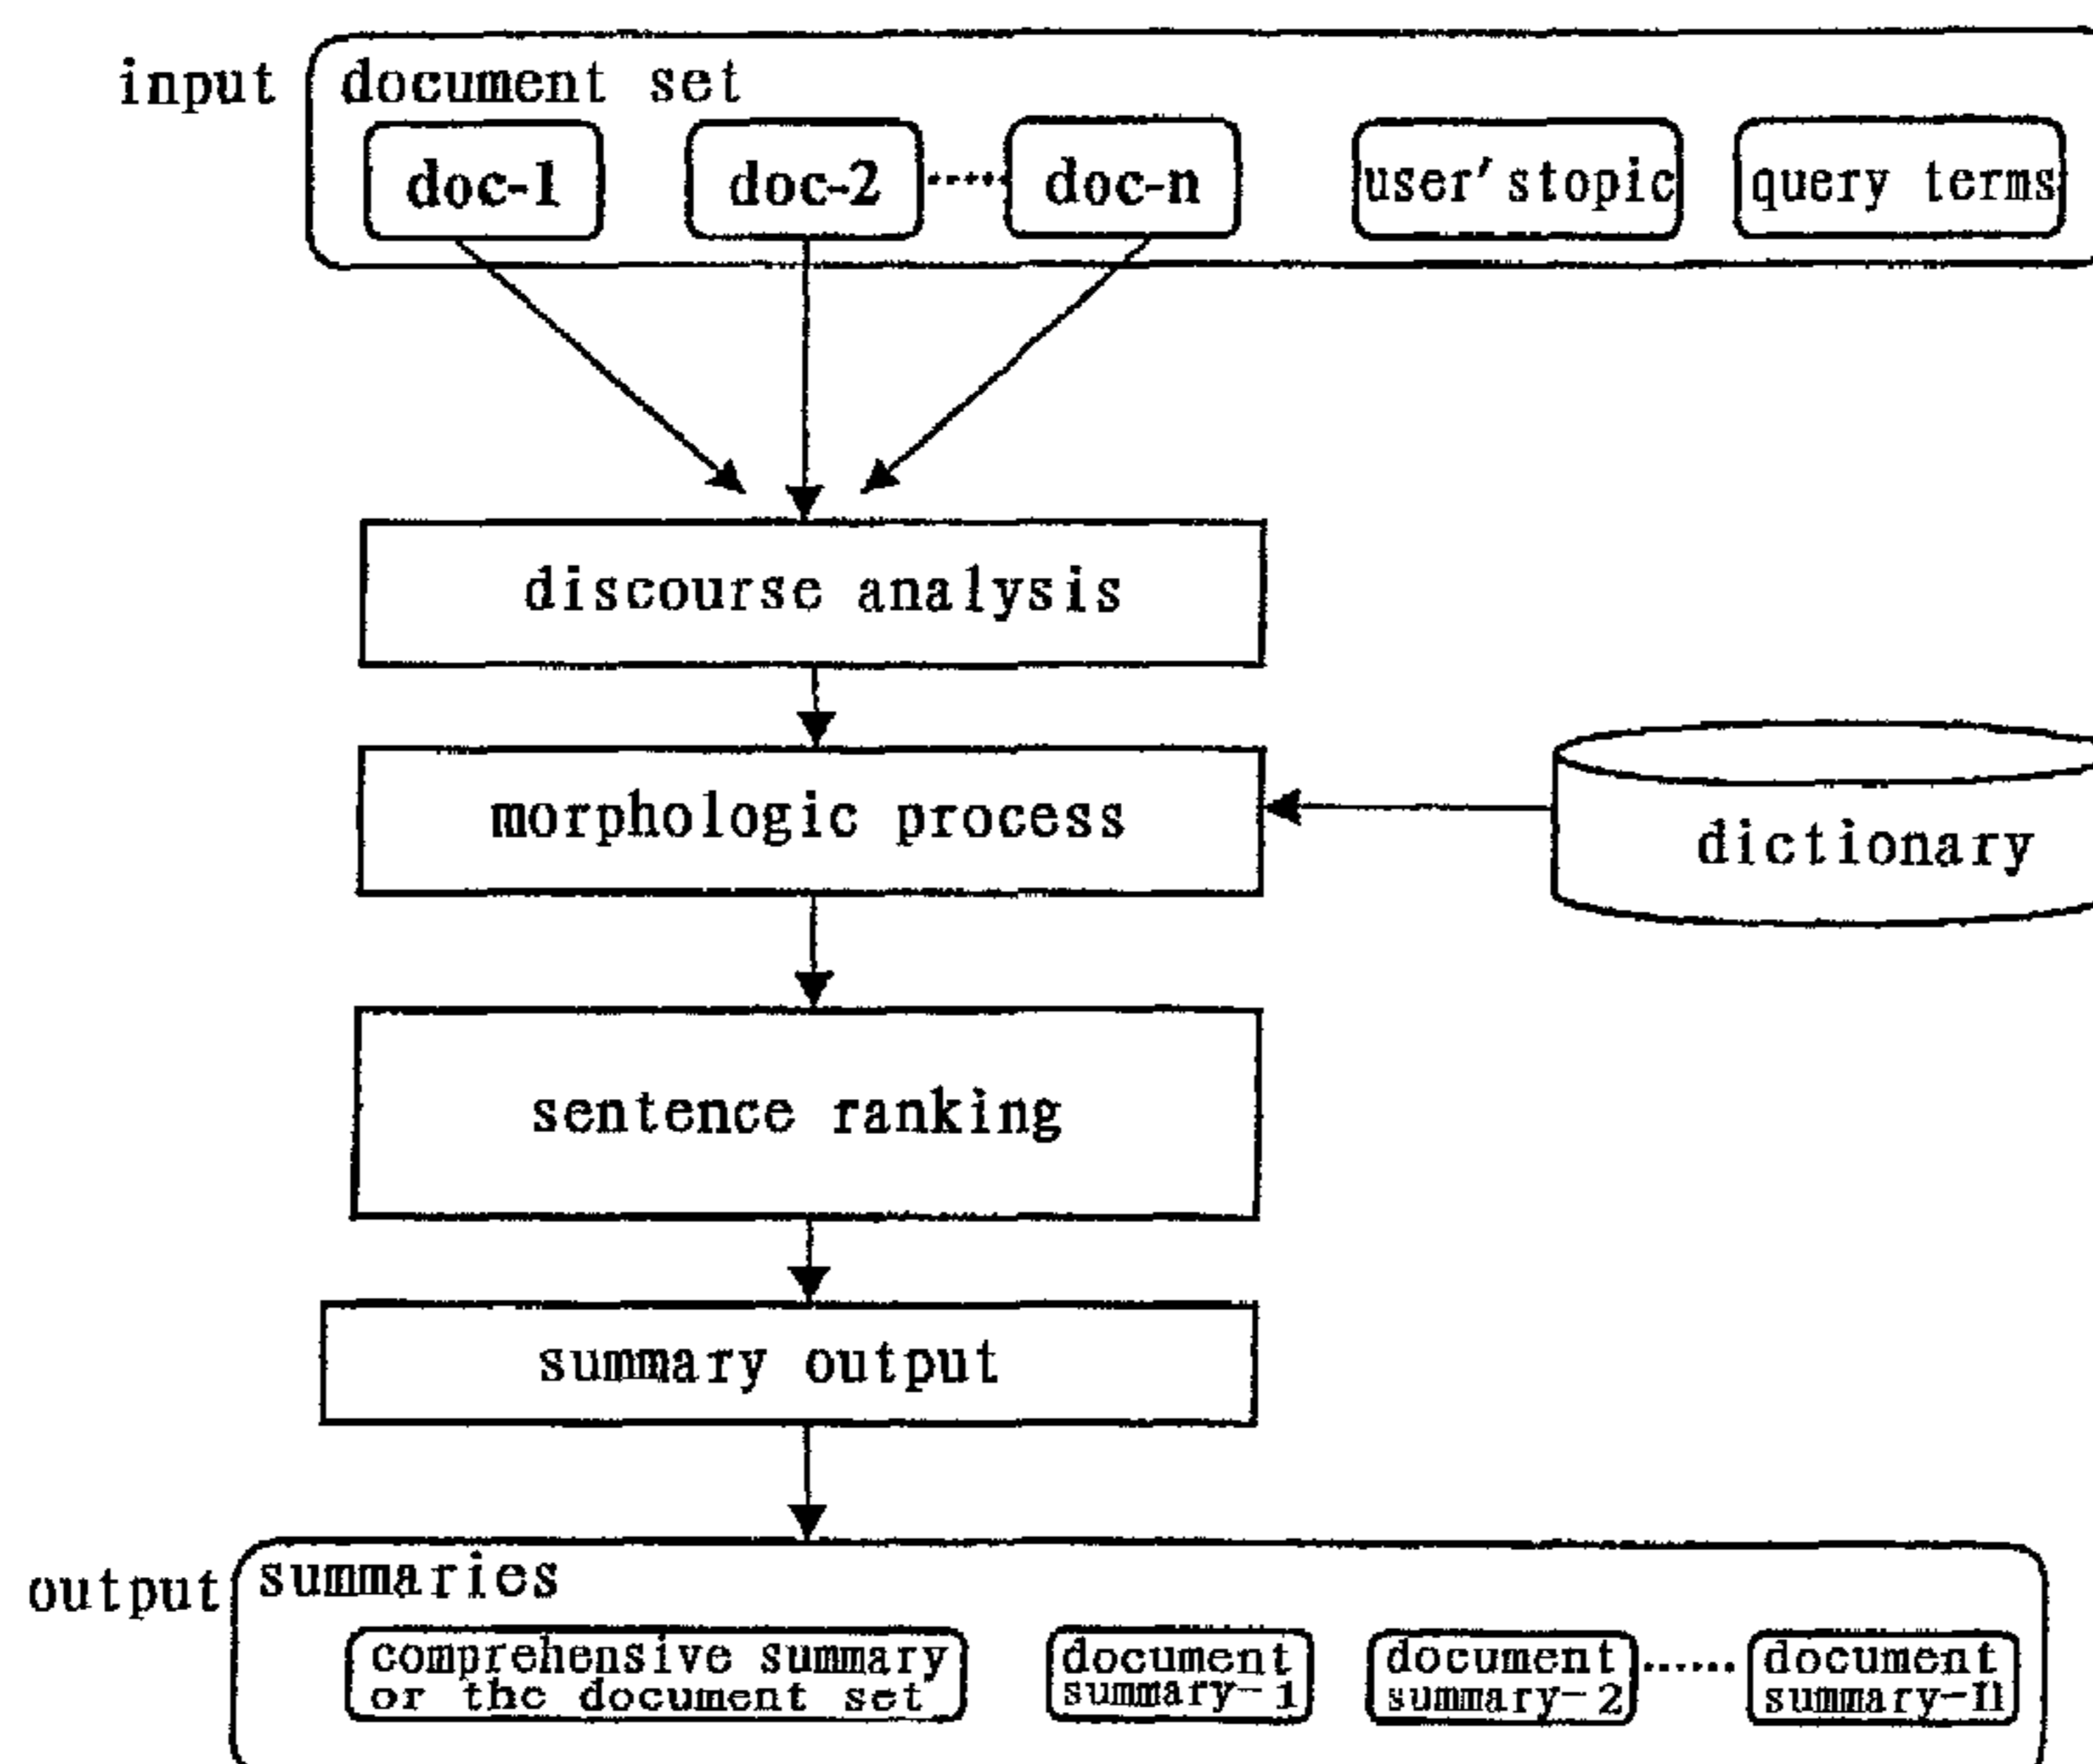 input
document set
doc-1
doc-2
doc-n
user'stopic
query terms
discourse analysis
morphologic process
dictionary
sentence ranking
summary output
output
summaries
comprehensive summary
or the document set
document
summary-1
document
summary-2
document
summary-n